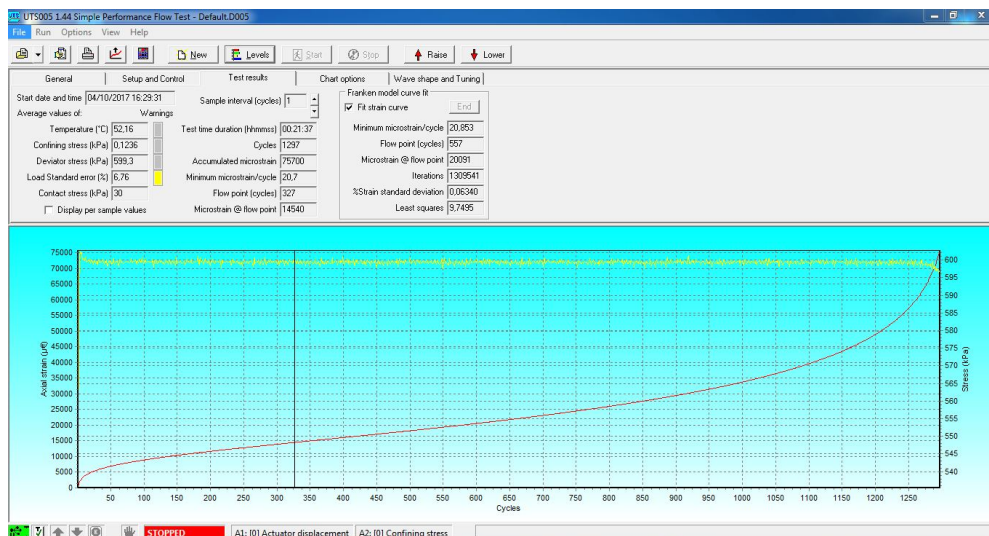 UTS005 1.44 Simple Performance Flow Test - Default.D005
File Run Options View Help
New Levels Start Stop Raise Lower
General Setup and Control Test results Chart options Wave shape and Tuning
Start date and time 04/10/2017 16:29:31
Average values of: Warnings
Temperature (°C) 52,16
Confining stress (kPa) 0,1236
Deviator stress (kPa) 599,3
Load Standard error (%) 6,76
Contact stress (kPa) 30
Display per sample values
Sample interval (cycles) 1
Test time duration (hhmmss) 00:21:37
Cycles 1297
Accumulated microstrain 75700
Minimum microstrain/cycle 20,7
Flow point (cycles) 327
Microstrain @ flow point 14540
Franken model curve fit
Fit strain curve End
Minimum microstrain/cycle 20,853
Flow point (cycles) 557
Microstrain @ flow point 20091
Iterations 1309541
%Strain standard deviation 0,06340
Least squares 9,7495
Axial strain (µε)
75000
70000
65000
60000
55000
50000
45000
40000
35000
30000
25000
20000
15000
10000
5000
0
50 100 150 200 250 300 350 400 450 500 550 600 650 700 750 800 850 900 950 1000 1050 1100 1150 1200 1250
Cycles
600
595
590
585
580
575
570
565
560
555
550
545
540
Stress (kPa)
STOPPED A1: [0] Actuator displacement A2: [0] Confining stress